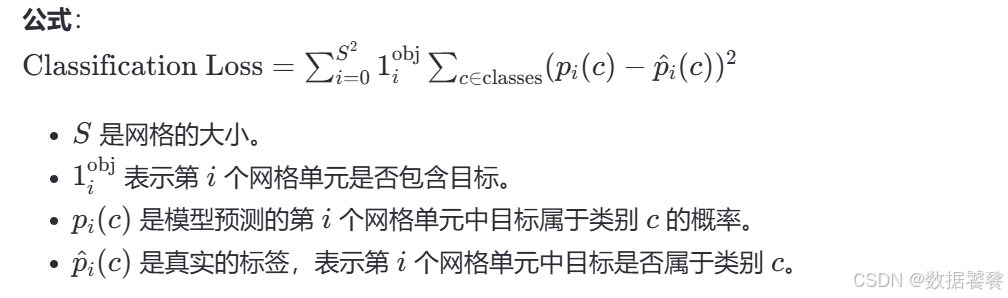 公式：
Classification Loss = ∑_{i=0}^{S^2} 1_i^{obj} ∑_{c∈classes} (p_i(c) − p̂_i(c))^2
• S 是网格的大小。
• 1_i^{obj} 表示第 i 个网格单元是否包含目标。
• p_i(c) 是模型预测的第 i 个网格单元中目标属于类别 c 的概率。
• p̂_i(c) 是真实的标签，表示第 i 个网格单元中目标是否属于类别 c。
CSDN @数据饕餮